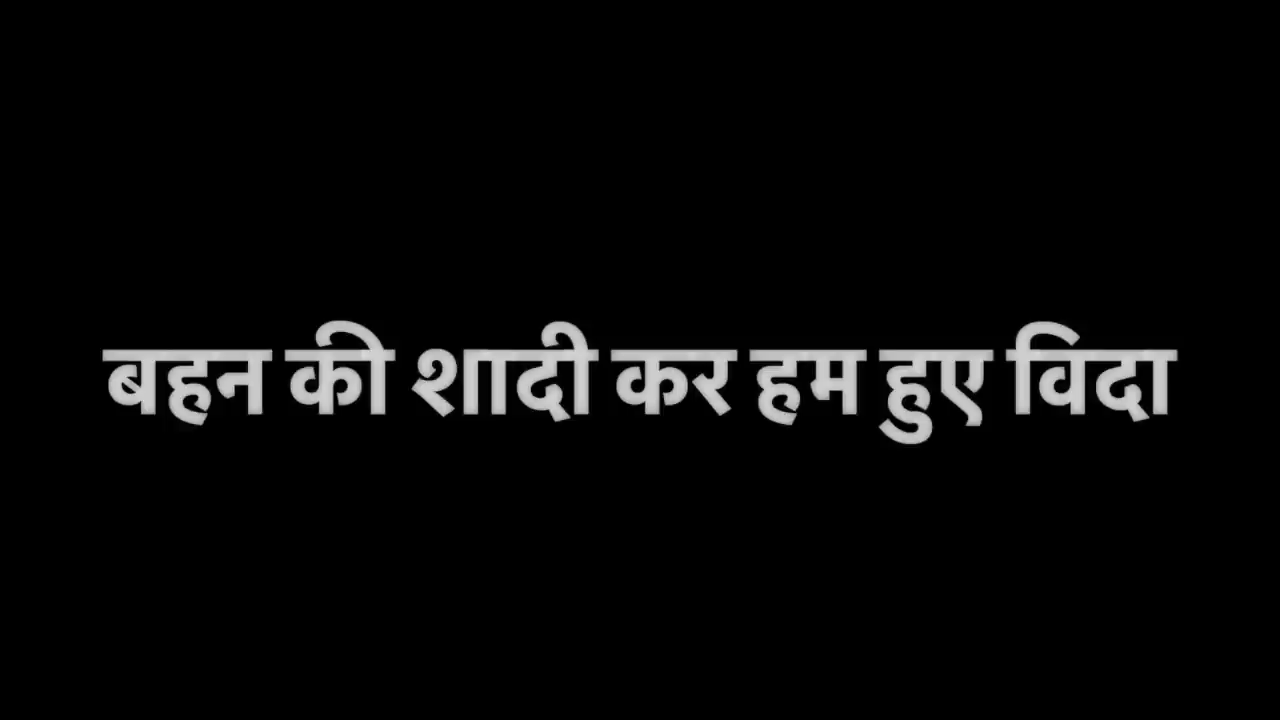 बहन की शादी कर हम हुए विदा